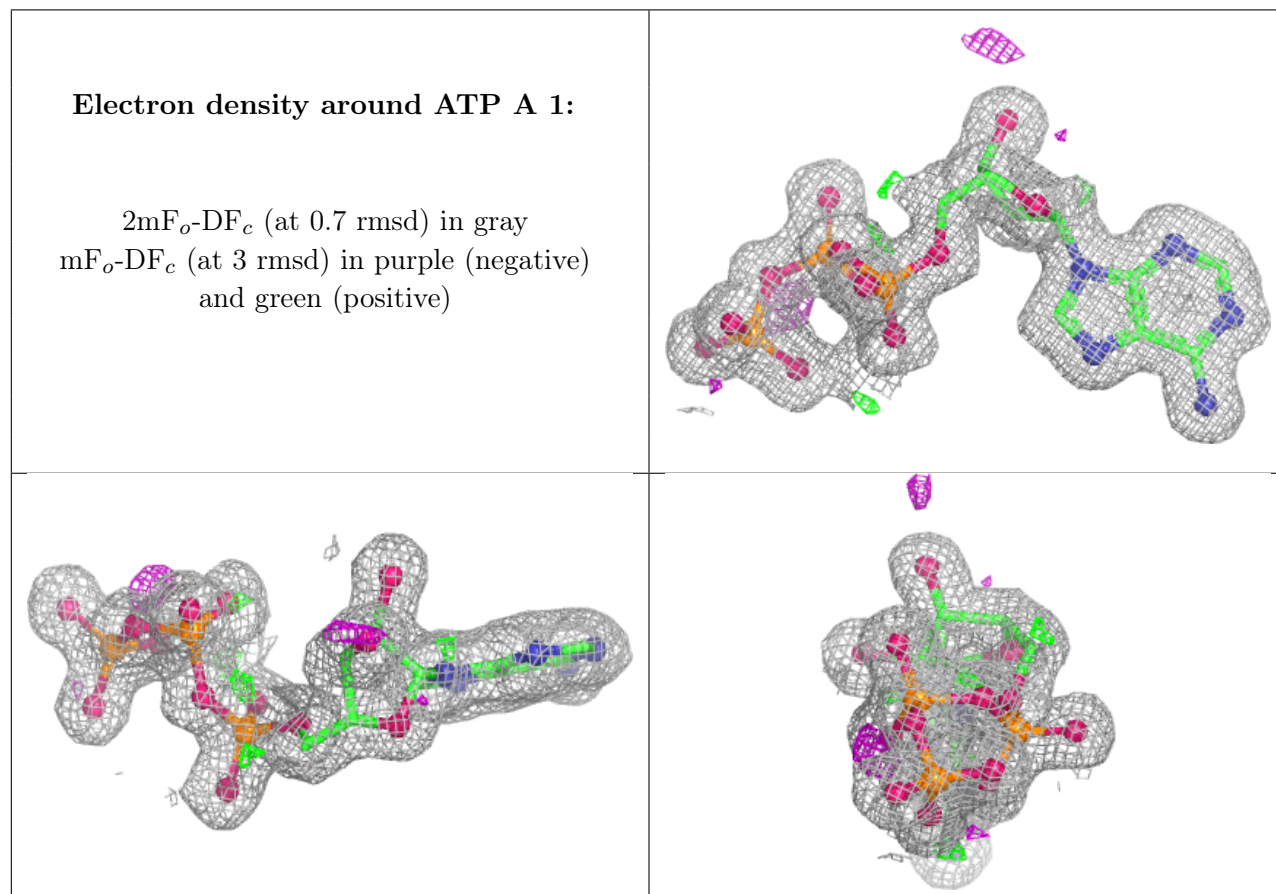 Electron density around ATP A 1:
2mFo-DFc (at 0.7 rmsd) in gray
mFo-DFc (at 3 rmsd) in purple (negative)
and green (positive)